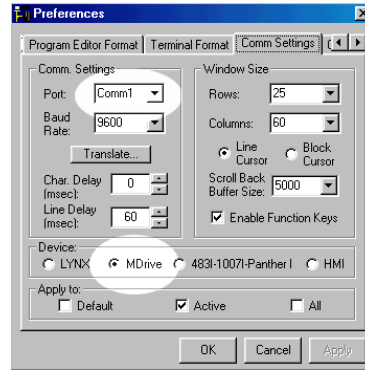 Preferences
Program Editor Format Terminal Format Comm Settings
Comm. Settings
Port: Comm1
Baud Rate: 9600
Translate...
Char. Delay (msec): 0
Line Delay (msec): 60
Window Size
Rows: 25
Columns: 60
Line Cursor Block Cursor
Scroll Back Buffer Size: 5000
Enable Function Keys
Device:
LYNX MDrive 483I-1007I-Panther I HMI
Apply to:
Default Active All
OK Cancel Apply